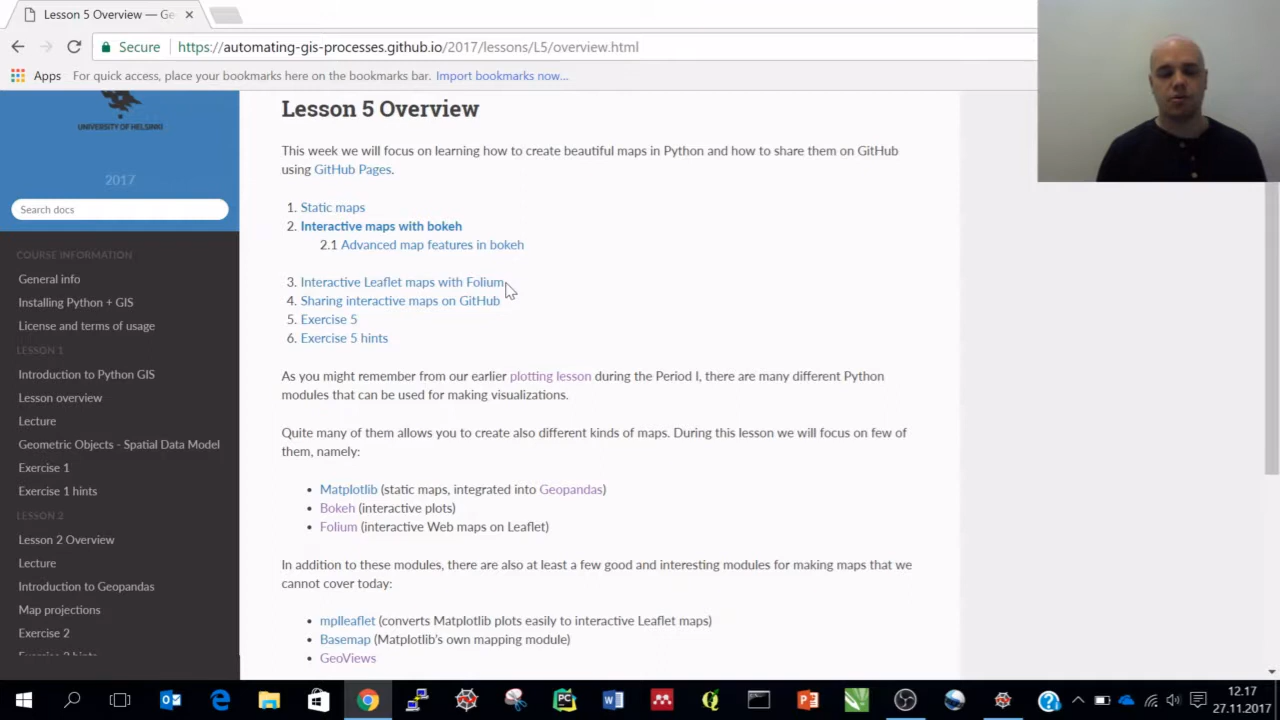 Lesson 5 Overview — Ge
Secure
https://automating-gis-processes.github.io/2017/lessons/L5/overview.html
Apps
For quick access, place your bookmarks here on the bookmarks bar. Import bookmarks now...
UNIVERSITY OF HELSINKI
2017
Search docs
COURSE INFORMATION
General info
Installing Python + GIS
License and terms of usage
LESSON 1
Introduction to Python GIS
Lesson overview
Lecture
Geometric Objects - Spatial Data Model
Exercise 1
Exercise 1 hints
LESSON 2
Lesson 2 Overview
Lecture
Introduction to Geopandas
Map projections
Exercise 2
Exercise 2 hints
Lesson 5 Overview
This week we will focus on learning how to create beautiful maps in Python and how to share them on GitHub
using GitHub Pages.
1. Static maps
2. Interactive maps with bokeh
2.1 Advanced map features in bokeh
3. Interactive Leaflet maps with Folium
4. Sharing interactive maps on GitHub
5. Exercise 5
6. Exercise 5 hints
As you might remember from our earlier plotting lesson during the Period I, there are many different Python
modules that can be used for making visualizations.
Quite many of them allows you to create also different kinds of maps. During this lesson we will focus on few of
them, namely:
• Matplotlib (static maps, integrated into Geopandas)
• Bokeh (interactive plots)
• Folium (interactive Web maps on Leaflet)
In addition to these modules, there are also at least a few good and interesting modules for making maps that we
cannot cover today:
• mplleaflet (converts Matplotlib plots easily to interactive Leaflet maps)
• Basemap (Matplotlib's own mapping module)
• GeoViews
12.17
27.11.2017